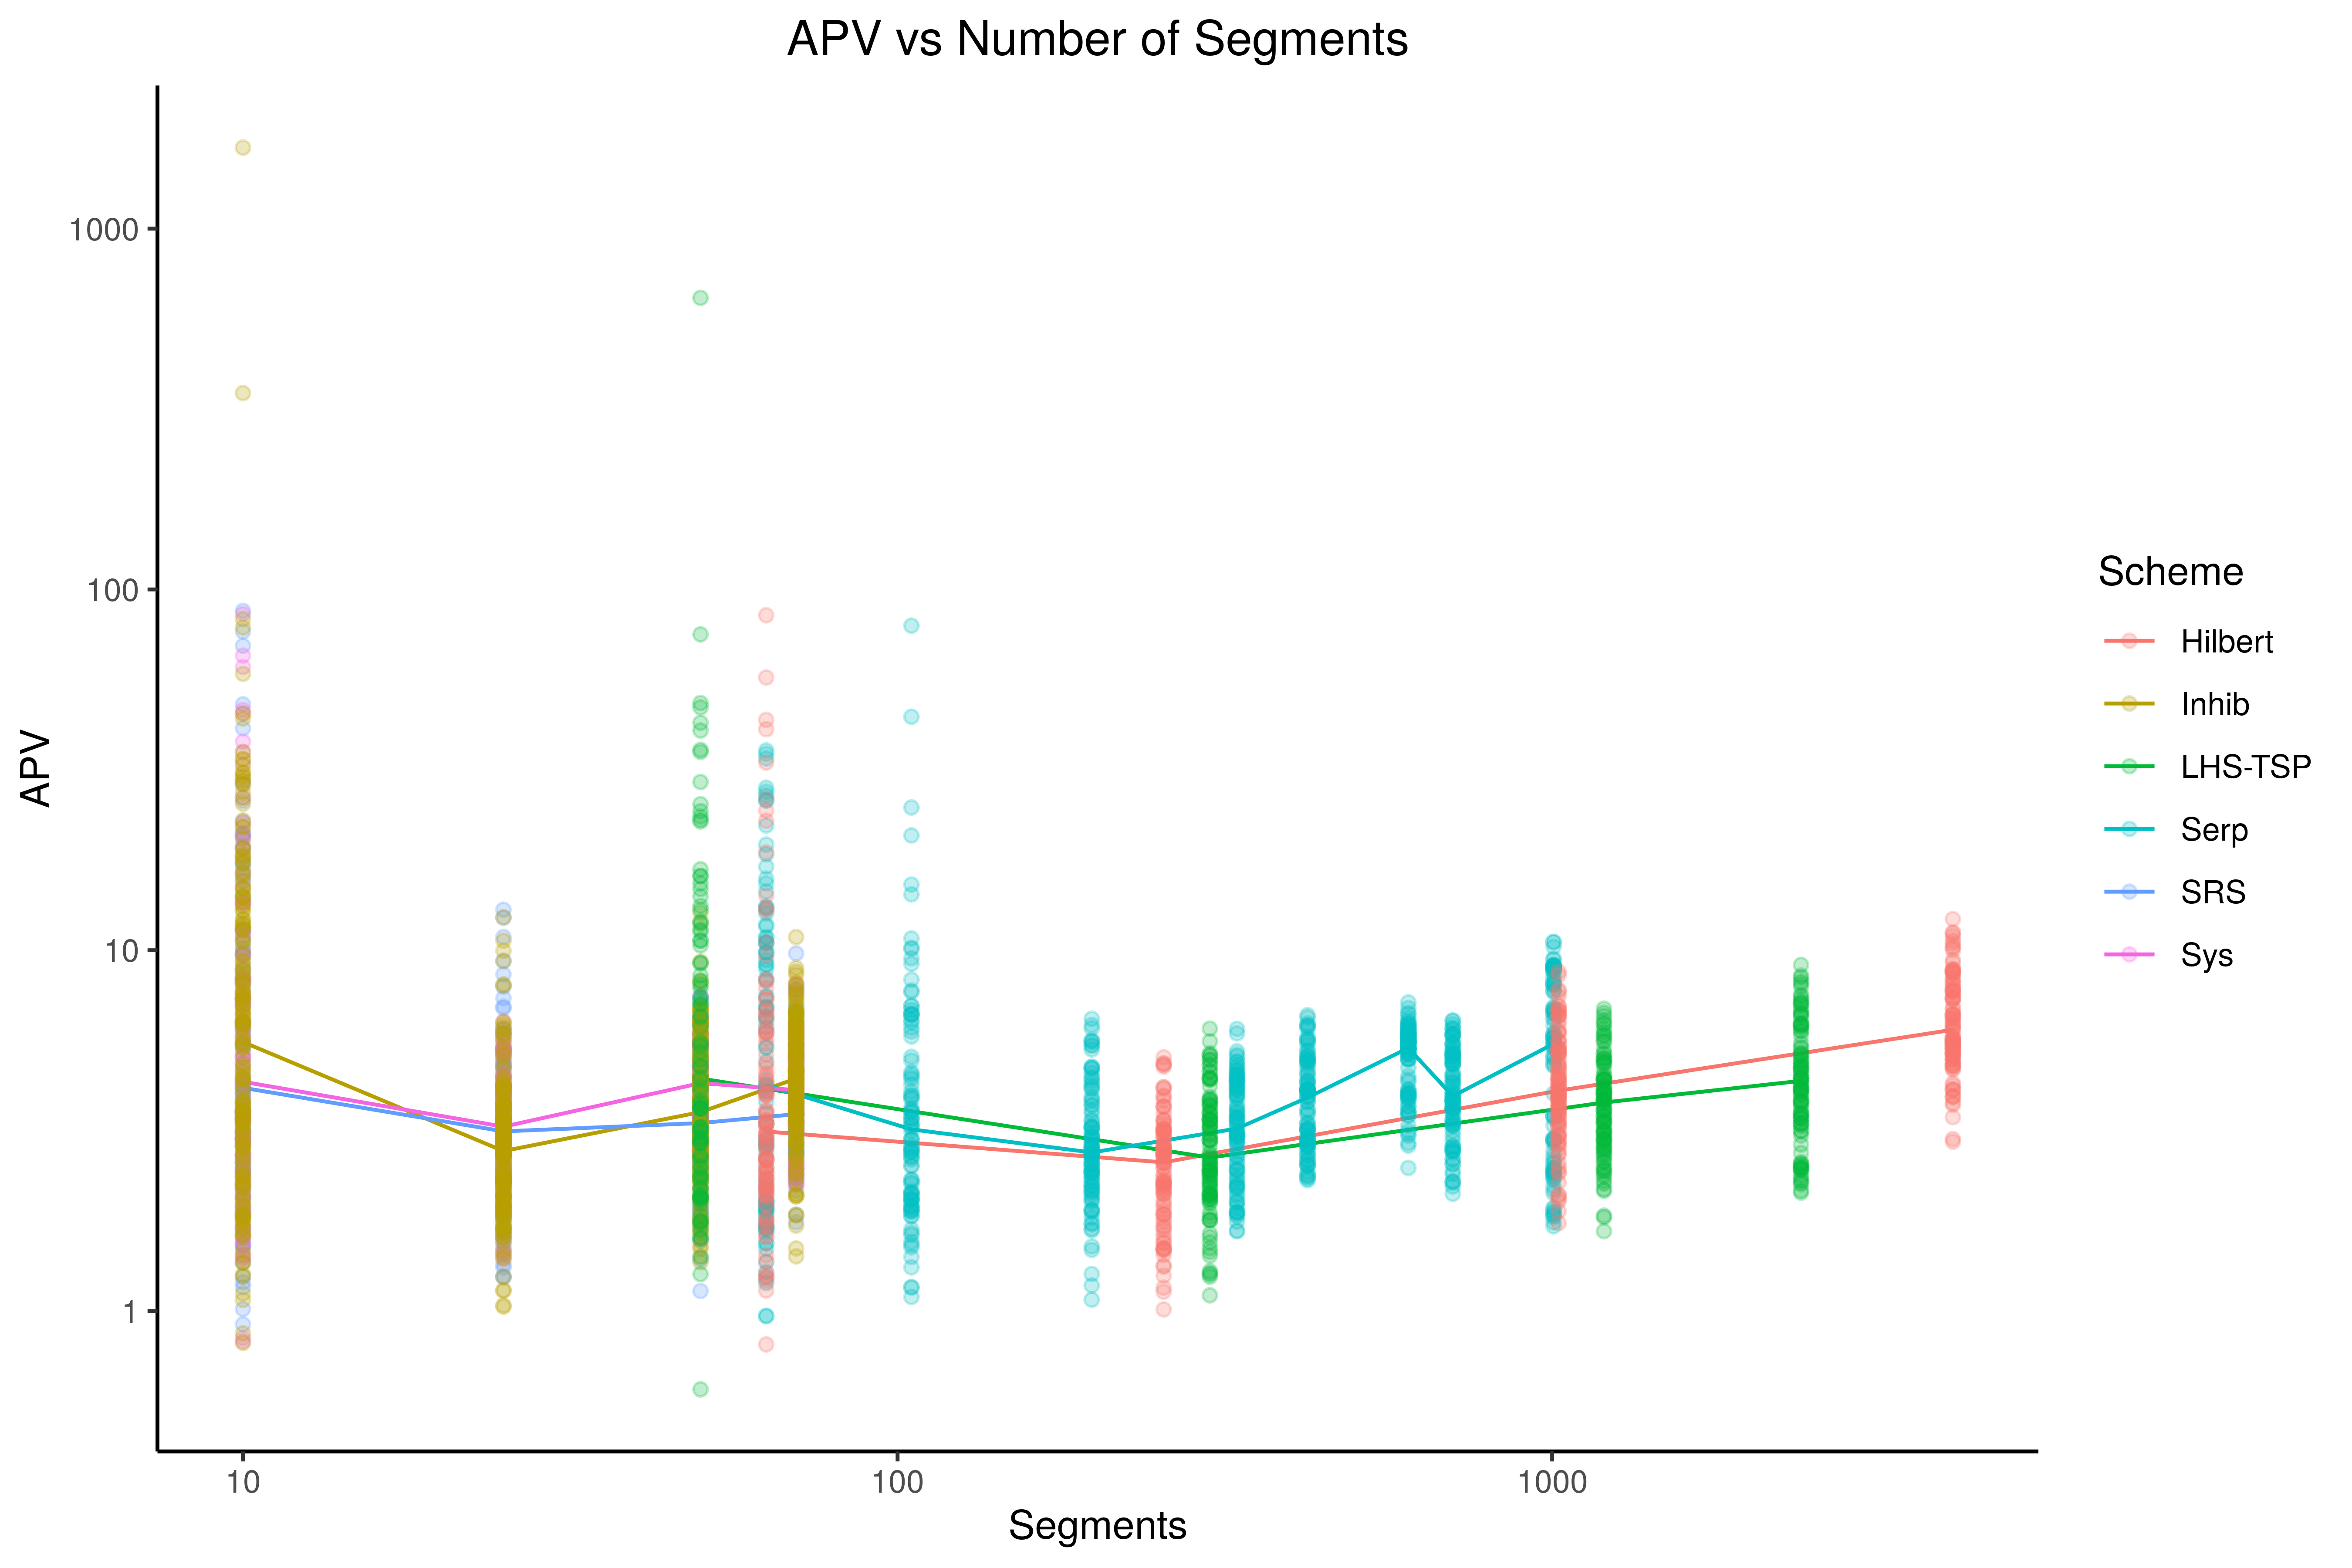 APV vs Number of Segments
APV
1000
100
10
1
10
100
1000
Segments
Scheme
Hilbert
Inhib
LHS-TSP
Serp
SRS
Sys